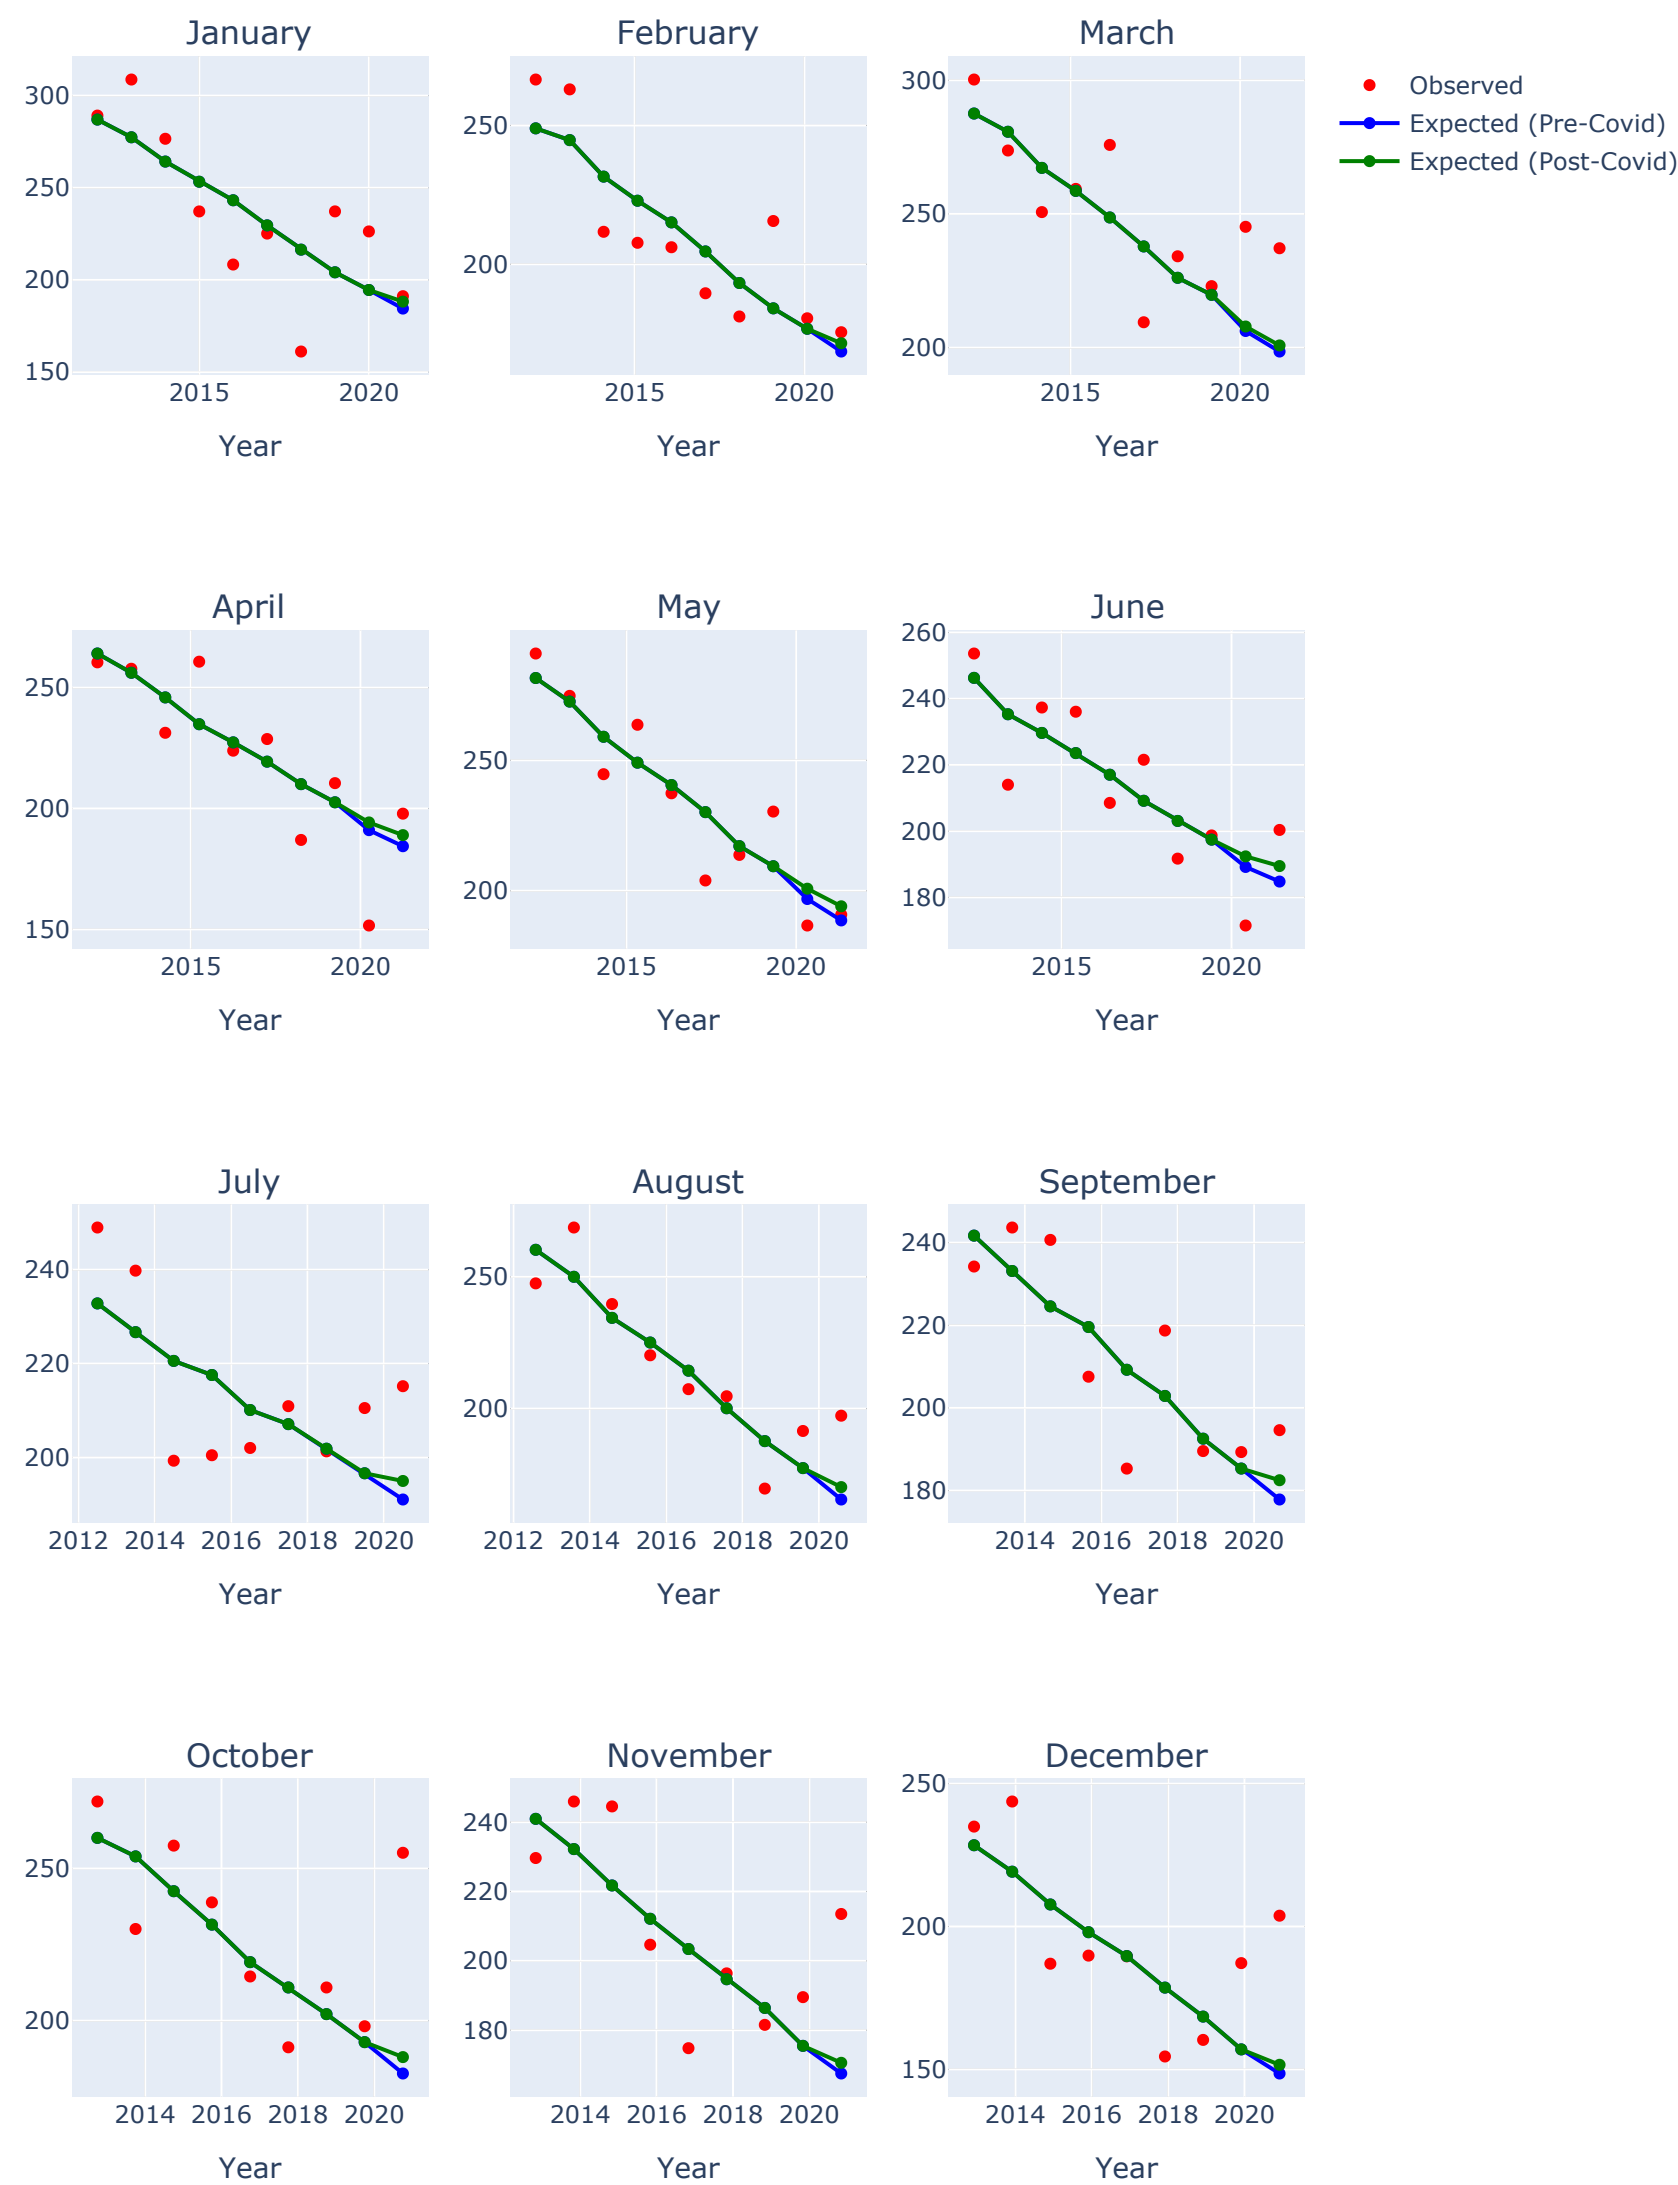 January
February
March
Observed
Expected (Pre-Covid)
Expected (Post-Covid)
300
250
200
150
2015
2020
Year
250
200
2015
2020
Year
300
250
200
2015
2020
Year
April
May
June
250
200
150
2015
2020
Year
250
200
2015
2020
Year
260
240
220
200
180
2015
2020
Year
July
August
September
240
220
200
2012
2014
2016
2018
2020
Year
250
200
2012
2014
2016
2018
2020
Year
240
220
200
180
2014
2016
2018
2020
Year
October
November
December
250
200
2014
2016
2018
2020
Year
240
220
200
180
2014
2016
2018
2020
Year
250
200
150
2014
2016
2018
2020
Year